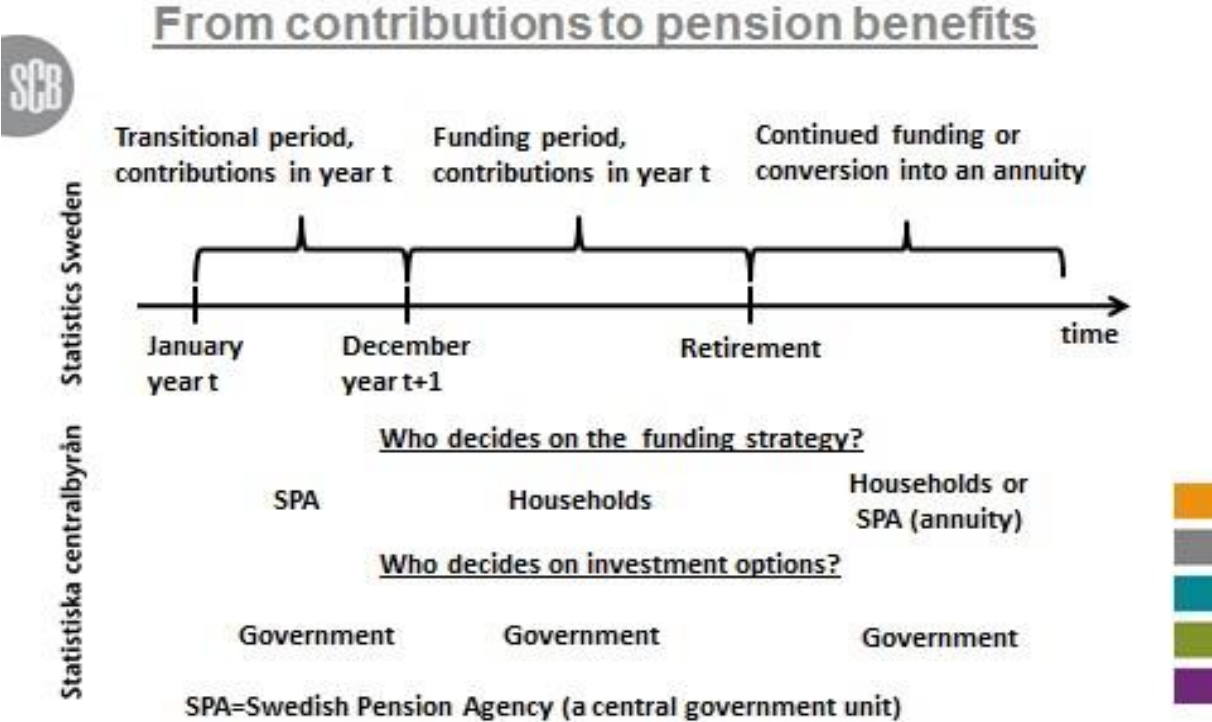 From contributions to pension benefits
SCB
Statistics Sweden
Statistiska centralbyrån
Transitional period,
contributions in year t
Funding period,
contributions in year t
Continued funding or
conversion into an annuity
January
year t
December
year t+1
Retirement
time
Who decides on the funding strategy?
SPA
Households
Households or
SPA (annuity)
Who decides on investment options?
Government
Government
Government
SPA=Swedish Pension Agency (a central government unit)